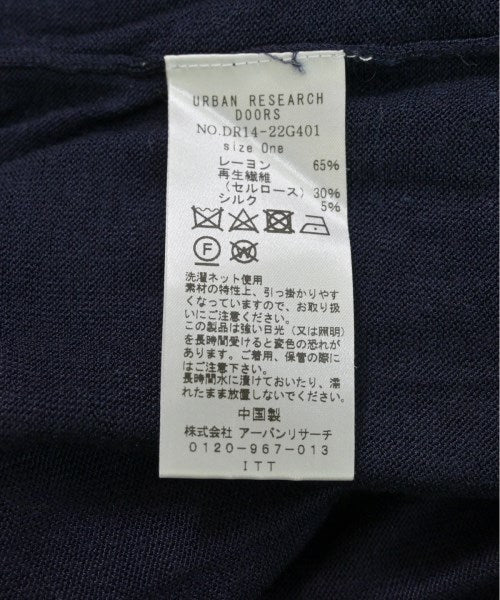 URBAN RESEARCH
DOORS
NO.DR14-22G401
size One
レーヨン 65%
再生繊維
(セルロース) 30%
シルク 5%
F W
洗濯ネット使用
素材の特性上、引っ掛かりやす
くなっていますので、お取り扱
いにご注意ください。
この製品は強い日光(又は照明)
を長時間受けると変色の恐れが
あります。ご着用、保管の際に
はご注意下さい。
長時間水に漬けておいたり、濡
れたまま放置しないでください。
中国製
株式会社 アーバンリサーチ
0120-967-013
ITT